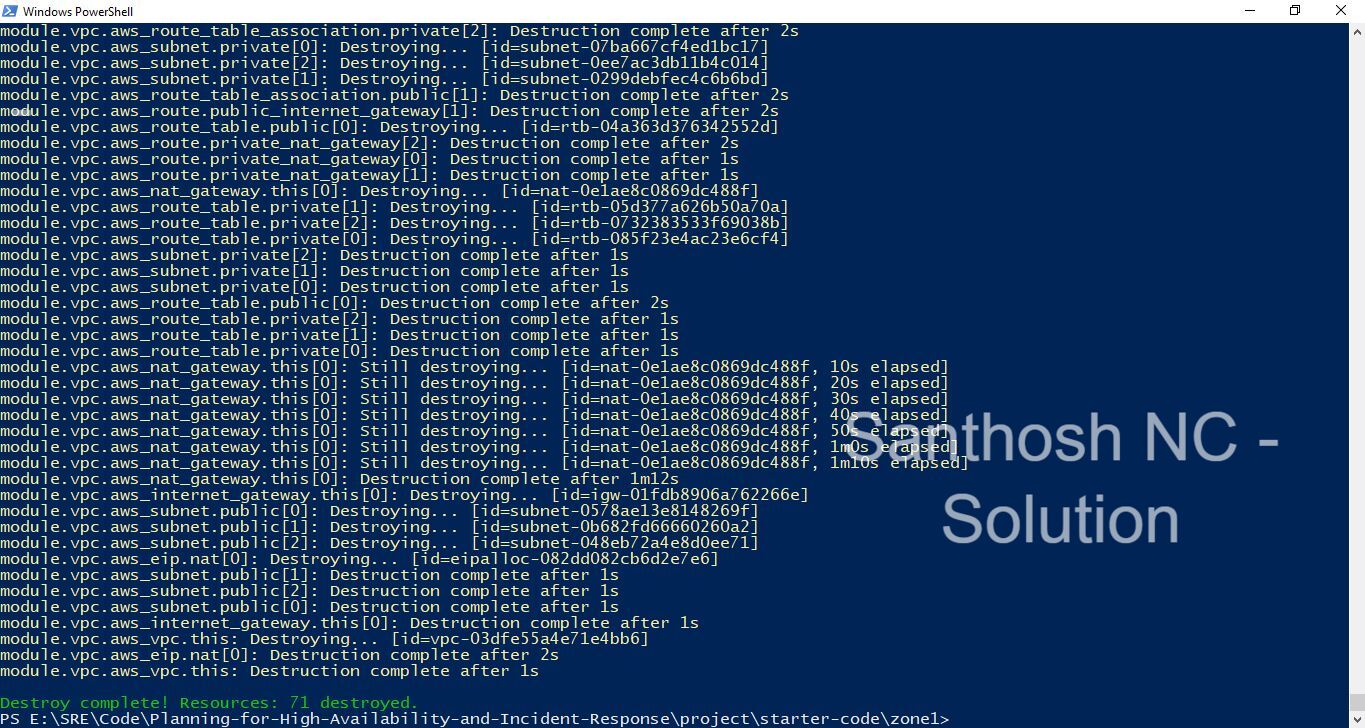 Windows PowerShell
module.vpc.aws_route_table_association.private[2]: Destruction complete after 2s
module.vpc.aws_subnet.private[0]: Destroying... [id=subnet-07ba667cf4ed1bc17]
module.vpc.aws_subnet.private[2]: Destroying... [id=subnet-0ee7ac3db11b4c014]
module.vpc.aws_subnet.private[1]: Destroying... [id=subnet-0299debfec4c6b6bd]
module.vpc.aws_route_table_association.public[1]: Destruction complete after 2s
module.vpc.aws_route.public_internet_gateway[1]: Destruction complete after 2s
module.vpc.aws_route_table.public[0]: Destroying... [id=rtb-04a363d376342552d]
module.vpc.aws_route.private_nat_gateway[2]: Destruction complete after 2s
module.vpc.aws_route.private_nat_gateway[0]: Destruction complete after 1s
module.vpc.aws_route.private_nat_gateway[1]: Destruction complete after 1s
module.vpc.aws_nat_gateway.this[0]: Destroying... [id=nat-0e1ae8c0869dc488f]
module.vpc.aws_route_table.private[1]: Destroying... [id=rtb-05d377a626b50a70a]
module.vpc.aws_route_table.private[2]: Destroying... [id=rtb-0732383533f69038b]
module.vpc.aws_route_table.private[0]: Destroying... [id=rtb-085f23e4ac23e6cf4]
module.vpc.aws_subnet.private[2]: Destruction complete after 1s
module.vpc.aws_subnet.private[1]: Destruction complete after 1s
module.vpc.aws_subnet.private[0]: Destruction complete after 1s
module.vpc.aws_route_table.public[0]: Destruction complete after 2s
module.vpc.aws_route_table.private[2]: Destruction complete after 1s
module.vpc.aws_route_table.private[1]: Destruction complete after 1s
module.vpc.aws_route_table.private[0]: Destruction complete after 1s
module.vpc.aws_nat_gateway.this[0]: Still destroying... [id=nat-0e1ae8c0869dc488f, 10s elapsed]
module.vpc.aws_nat_gateway.this[0]: Still destroying... [id=nat-0e1ae8c0869dc488f, 20s elapsed]
module.vpc.aws_nat_gateway.this[0]: Still destroying... [id=nat-0e1ae8c0869dc488f, 30s elapsed]
module.vpc.aws_nat_gateway.this[0]: Still destroying... [id=nat-0e1ae8c0869dc488f, 40s elapsed]
module.vpc.aws_nat_gateway.this[0]: Still destroying... [id=nat-0e1ae8c0869dc488f, 50s elapsed]
module.vpc.aws_nat_gateway.this[0]: Still destroying... [id=nat-0e1ae8c0869dc488f, 1m0s elapsed]
module.vpc.aws_nat_gateway.this[0]: Still destroying... [id=nat-0e1ae8c0869dc488f, 1m10s elapsed]
Santhosh NC -
Solution
module.vpc.aws_nat_gateway.this[0]: Destruction complete after 1m12s
module.vpc.aws_internet_gateway.this[0]: Destroying... [id=igw-01fdb8906a762266e]
module.vpc.aws_subnet.public[0]: Destroying... [id=subnet-0578ae13e8148269f]
module.vpc.aws_subnet.public[1]: Destroying... [id=subnet-0b682fd66660260a2]
module.vpc.aws_subnet.public[2]: Destroying... [id=subnet-048eb72a4e8d0ee71]
module.vpc.aws_eip.nat[0]: Destroying... [id=eipalloc-082dd082cb6d2e7e6]
module.vpc.aws_subnet.public[1]: Destruction complete after 1s
module.vpc.aws_subnet.public[2]: Destruction complete after 1s
module.vpc.aws_subnet.public[0]: Destruction complete after 1s
module.vpc.aws_internet_gateway.this[0]: Destruction complete after 1s
module.vpc.aws_vpc.this: Destroying... [id=vpc-03dfe55a4e71e4bb6]
module.vpc.aws_eip.nat[0]: Destruction complete after 2s
module.vpc.aws_vpc.this: Destruction complete after 1s
Destroy complete! Resources: 71 destroyed.
PS E:\SRE\Code\Planning-for-High-Availability-and-Incident-Response\project\starter-code\zone1>